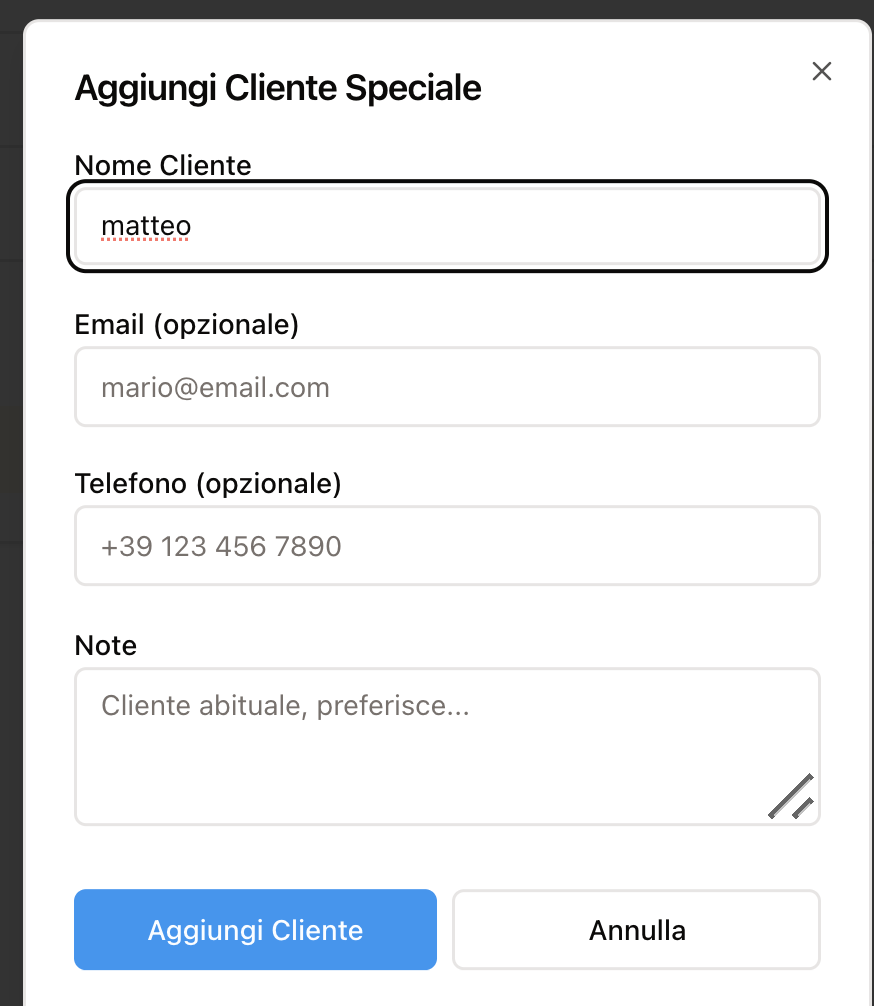 Aggiungi Cliente Speciale
Nome Cliente
matteo
Email (opzionale)
mario@email.com
Telefono (opzionale)
+39 123 456 7890
Note
Cliente abituale, preferisce...
Aggiungi Cliente
Annulla